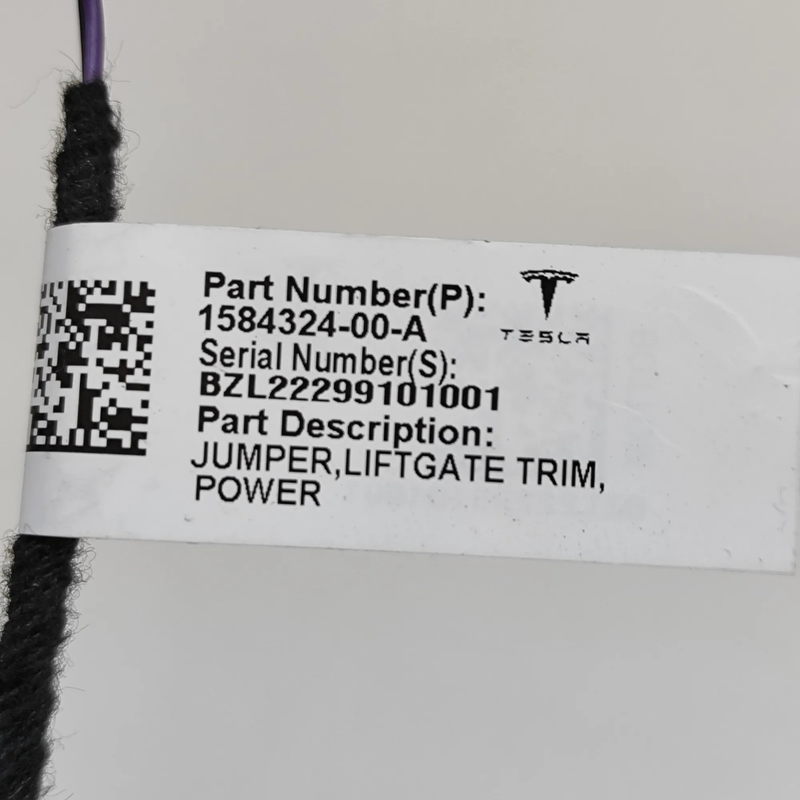 Part Number(P):
1584324-00-A
TESLA
Serial Number(S):
BZL22299101001
Part Description:
JUMPER,LIFTGATE TRIM,
POWER